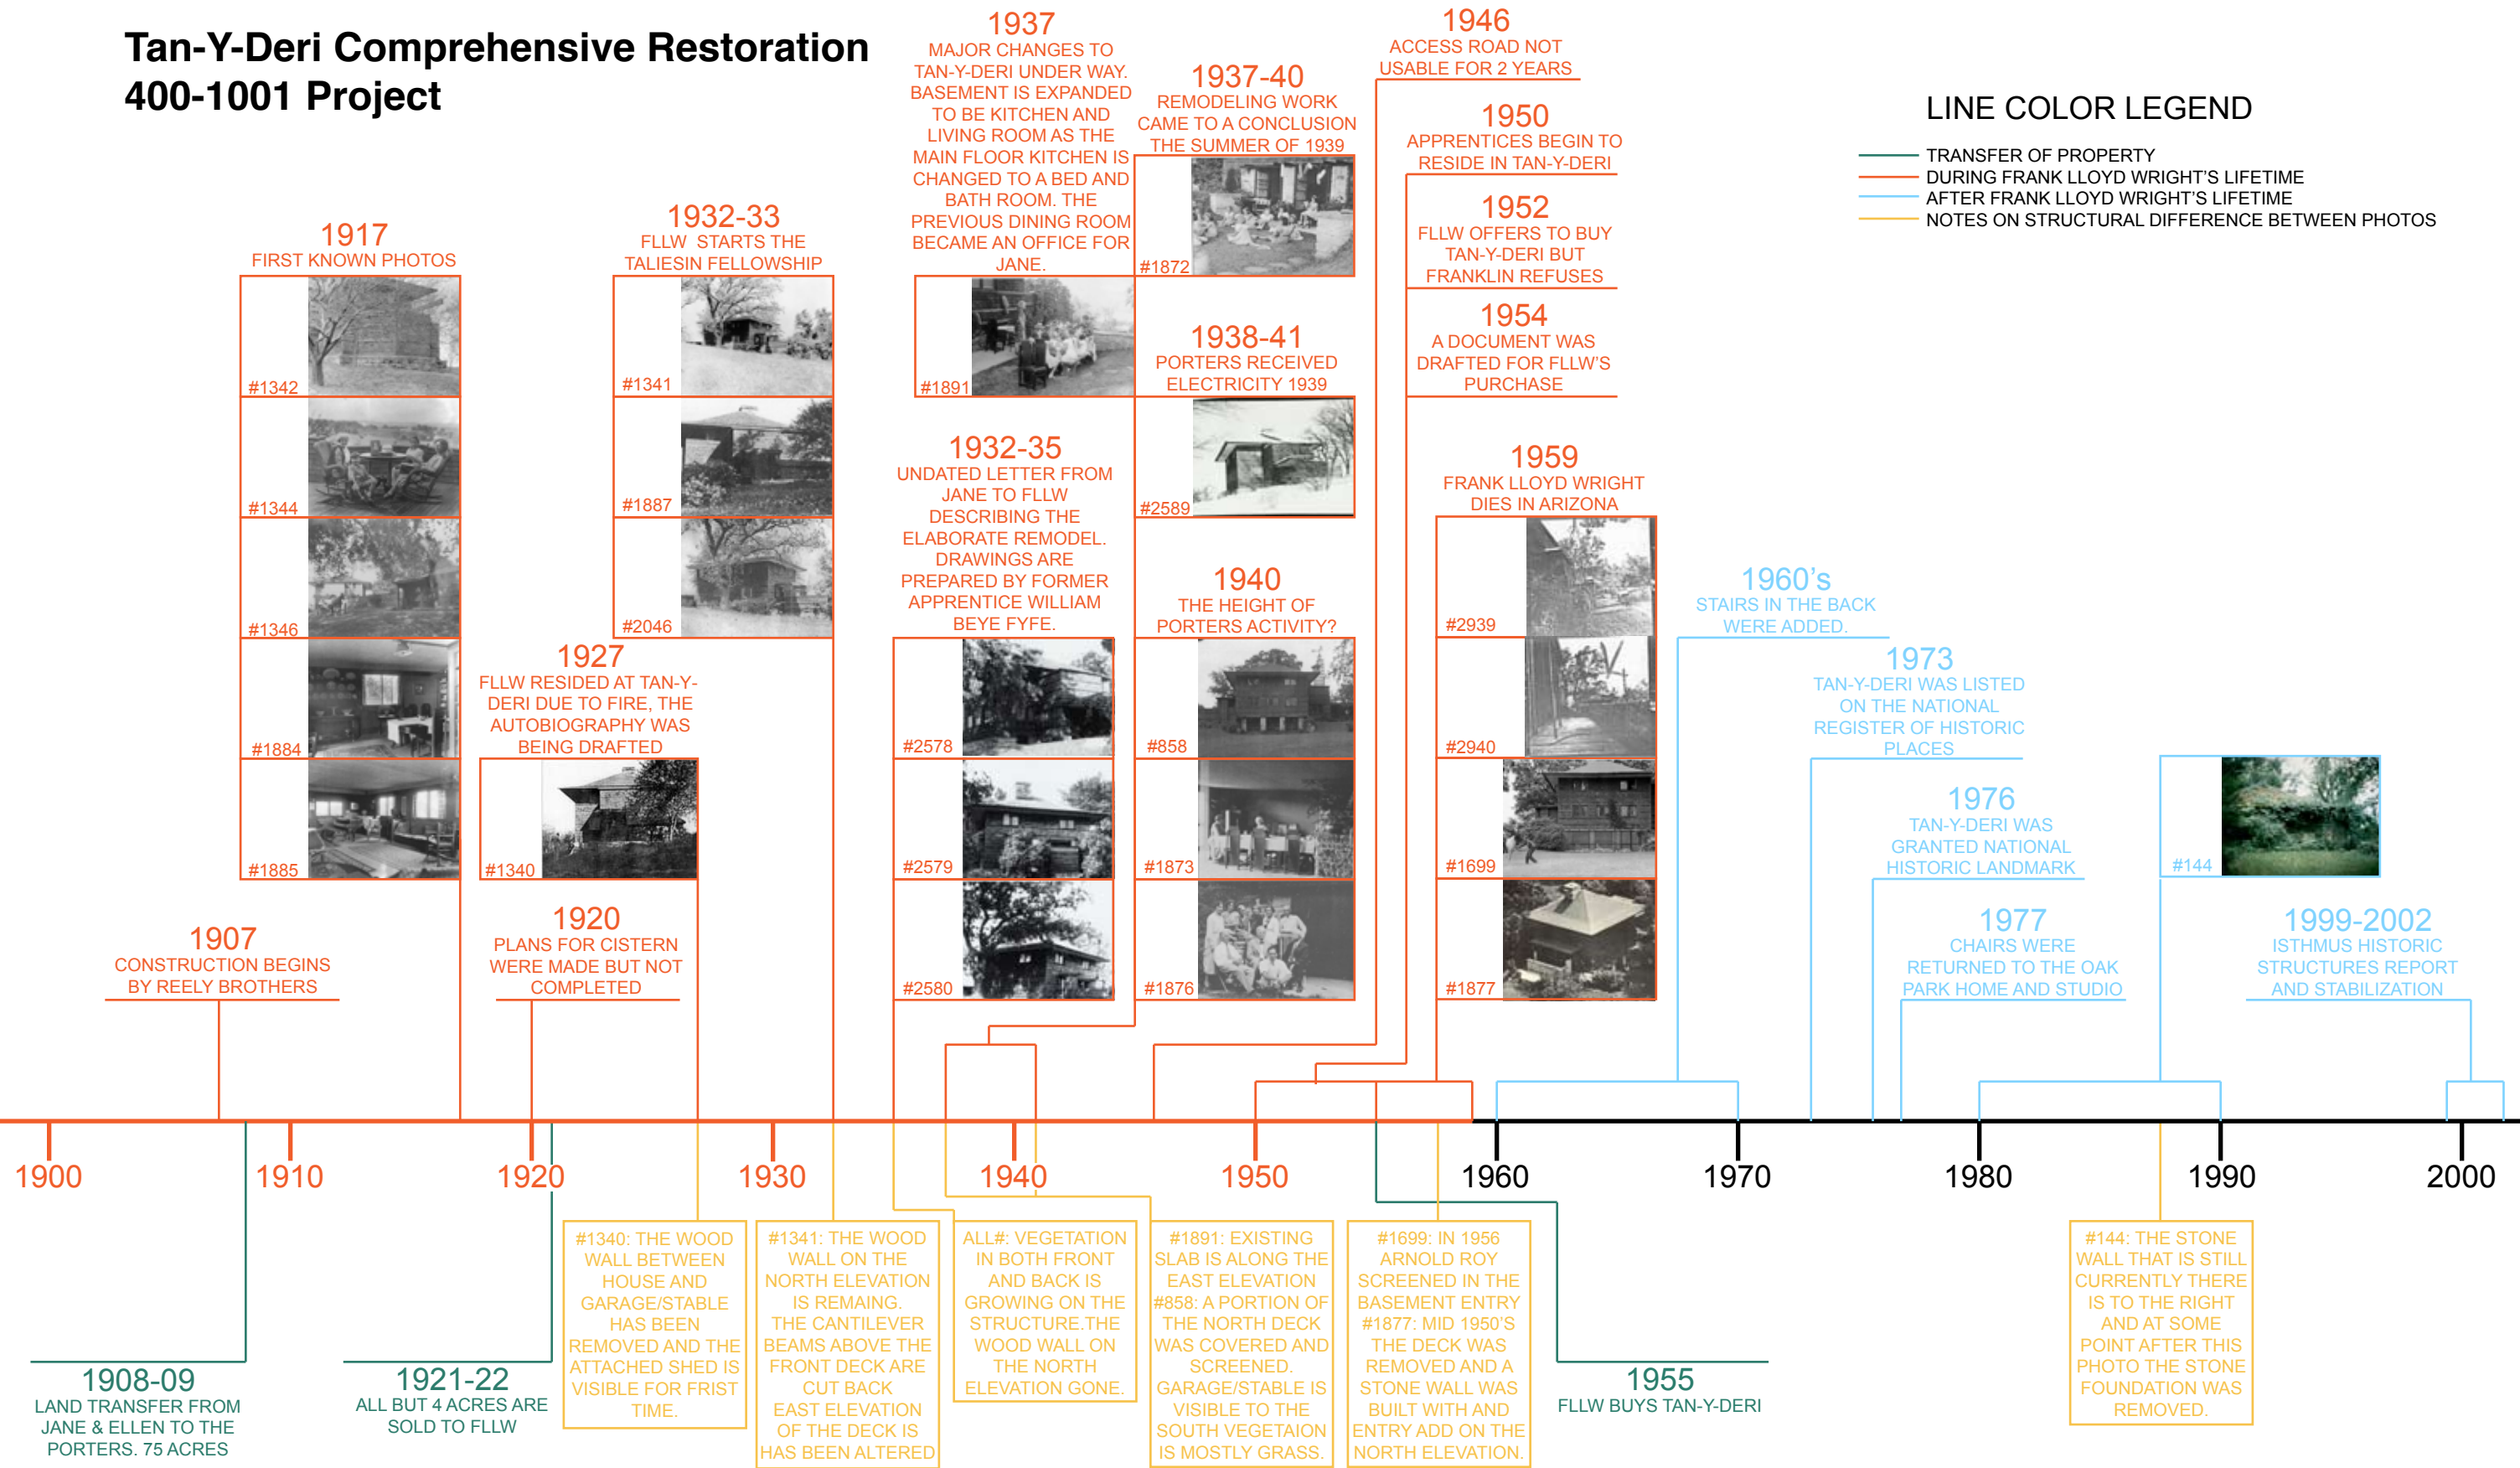 Tan-Y-Deri Comprehensive Restoration
400-1001 Project
LINE COLOR LEGEND
TRANSFER OF PROPERTY
DURING FRANK LLOYD WRIGHT'S LIFETIME
AFTER FRANK LLOYD WRIGHT'S LIFETIME
NOTES ON STRUCTURAL DIFFERENCE BETWEEN PHOTOS
1907
CONSTRUCTION BEGINS
BY REELY BROTHERS
1917
FIRST KNOWN PHOTOS
#1342
#1344
#1346
#1884
#1885
1920
PLANS FOR CISTERN
WERE MADE BUT NOT
COMPLETED
1927
FLLW RESIDED AT TAN-Y-
DERI DUE TO FIRE, THE
AUTOBIOGRAPHY WAS
BEING DRAFTED
#1340
1932-33
FLLW STARTS THE
TALIESIN FELLOWSHIP
#1341
#1887
#2046
1937
MAJOR CHANGES TO
TAN-Y-DERI UNDER WAY.
BASEMENT IS EXPANDED
TO BE KITCHEN AND
LIVING ROOM AS THE
MAIN FLOOR KITCHEN IS
CHANGED TO A BED AND
BATH ROOM. THE
PREVIOUS DINING ROOM
BECAME AN OFFICE FOR
JANE.
#1891
1932-35
UNDATED LETTER FROM
JANE TO FLLW
DESCRIBING THE
ELABORATE REMODEL.
DRAWINGS ARE
PREPARED BY FORMER
APPRENTICE WILLIAM
BEYE FYFE.
#2578
#2579
#2580
1937-40
REMODELING WORK
CAME TO A CONCLUSION
THE SUMMER OF 1939
#1872
1938-41
PORTERS RECEIVED
ELECTRICITY 1939
#2589
1940
THE HEIGHT OF
PORTERS ACTIVITY?
#858
#1873
#1876
1946
ACCESS ROAD NOT
USABLE FOR 2 YEARS
1950
APPRENTICES BEGIN TO
RESIDE IN TAN-Y-DERI
1952
FLLW OFFERS TO BUY
TAN-Y-DERI BUT
FRANKLIN REFUSES
1954
A DOCUMENT WAS
DRAFTED FOR FLLW'S
PURCHASE
1959
FRANK LLOYD WRIGHT
DIES IN ARIZONA
#2939
#2940
#1699
#1877
1960's
STAIRS IN THE BACK
WERE ADDED.
1973
TAN-Y-DERI WAS LISTED
ON THE NATIONAL
REGISTER OF HISTORIC
PLACES
1976
TAN-Y-DERI WAS
GRANTED NATIONAL
HISTORIC LANDMARK
1977
CHAIRS WERE
RETURNED TO THE OAK
PARK HOME AND STUDIO
#144
1999-2002
ISTHMUS HISTORIC
STRUCTURES REPORT
AND STABILIZATION
1900
1910
1920
1930
1940
1950
1960
1970
1980
1990
2000
1908-09
LAND TRANSFER FROM
JANE & ELLEN TO THE
PORTERS. 75 ACRES
1921-22
ALL BUT 4 ACRES ARE
SOLD TO FLLW
#1340: THE WOOD
WALL BETWEEN
HOUSE AND
GARAGE/STABLE
HAS BEEN
REMOVED AND THE
ATTACHED SHED IS
VISIBLE FOR FRIST
TIME.
#1341: THE WOOD
WALL ON THE
NORTH ELEVATION
IS REMAING.
THE CANTILEVER
BEAMS ABOVE THE
FRONT DECK ARE
CUT BACK
EAST ELEVATION
OF THE DECK IS
HAS BEEN ALTERED
ALL#: VEGETATION
IN BOTH FRONT
AND BACK IS
GROWING ON THE
STRUCTURE.THE
WOOD WALL ON
THE NORTH
ELEVATION GONE.
#1891: EXISTING
SLAB IS ALONG THE
EAST ELEVATION
#858: A PORTION OF
THE NORTH DECK
WAS COVERED AND
SCREENED.
GARAGE/STABLE IS
VISIBLE TO THE
SOUTH VEGETAION
IS MOSTLY GRASS.
#1699: IN 1956
ARNOLD ROY
SCREENED IN THE
BASEMENT ENTRY
#1877: MID 1950'S
THE DECK WAS
REMOVED AND A
STONE WALL WAS
BUILT WITH AND
ENTRY ADD ON THE
NORTH ELEVATION.
1955
FLLW BUYS TAN-Y-DERI
#144: THE STONE
WALL THAT IS STILL
CURRENTLY THERE
IS TO THE RIGHT
AND AT SOME
POINT AFTER THIS
PHOTO THE STONE
FOUNDATION WAS
REMOVED.